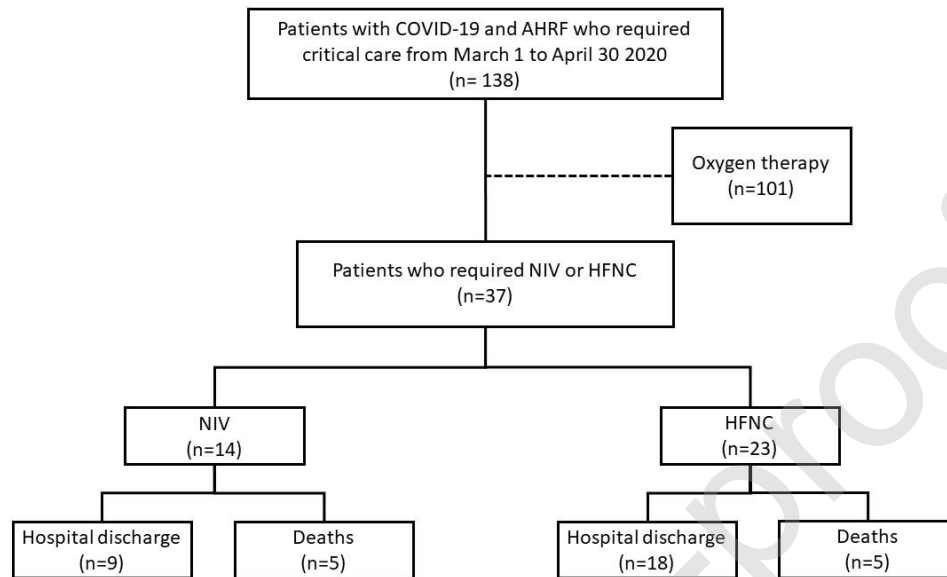 Patients with COVID-19 and AHRF who required
critical care from March 1 to April 30 2020
(n= 138)
Oxygen therapy
(n=101)
Patients who required NIV or HFNC
(n=37)
NIV
(n=14)
HFNC
(n=23)
Hospital discharge
(n=9)
Deaths
(n=5)
Hospital discharge
(n=18)
Deaths
(n=5)